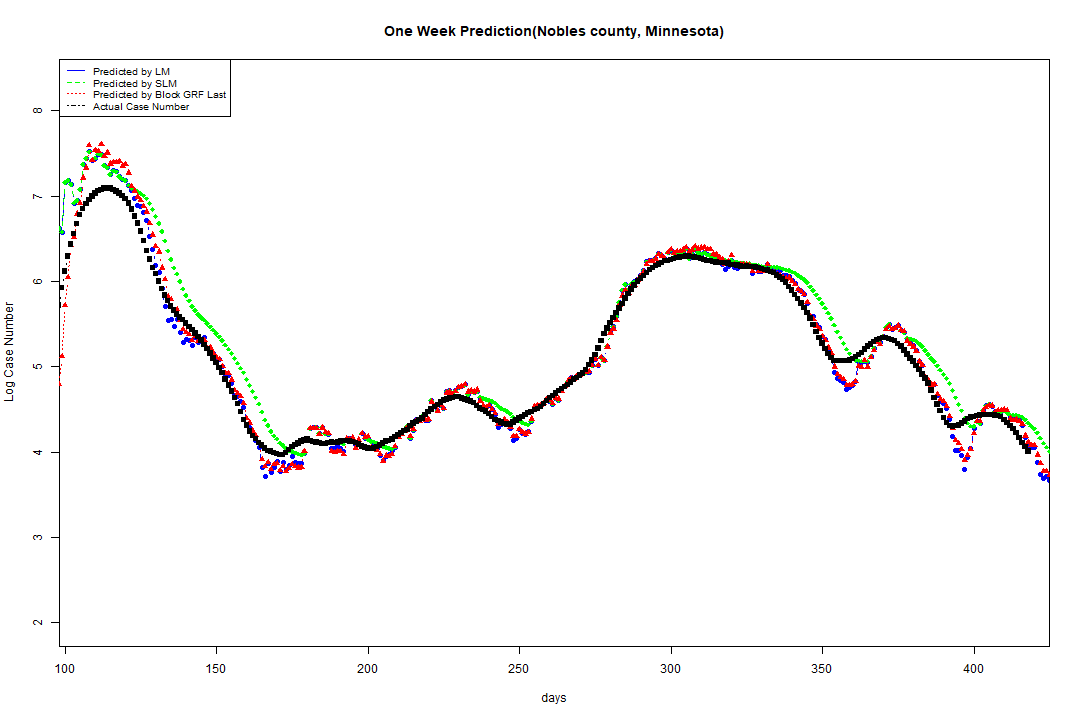 One Week Prediction(Nobles county, Minnesota)
Predicted by LM
Predicted by SLM
Predicted by Block GRF Last
Actual Case Number
Log Case Number
8
7
6
5
4
3
2
100 150 200 250 300 350 400
days